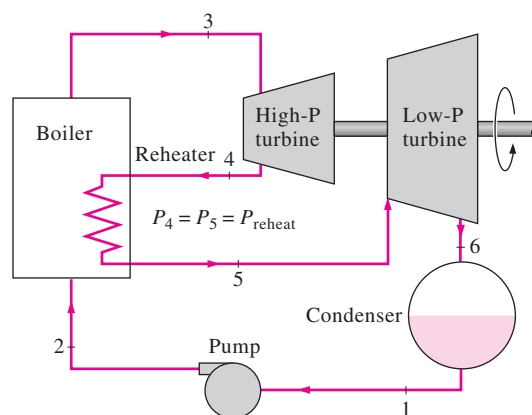 3
High-P
turbine
Low-P
turbine
Boiler
Reheater
4
P4 = P5 = Preheat
5
6
Condenser
Pump
2
1